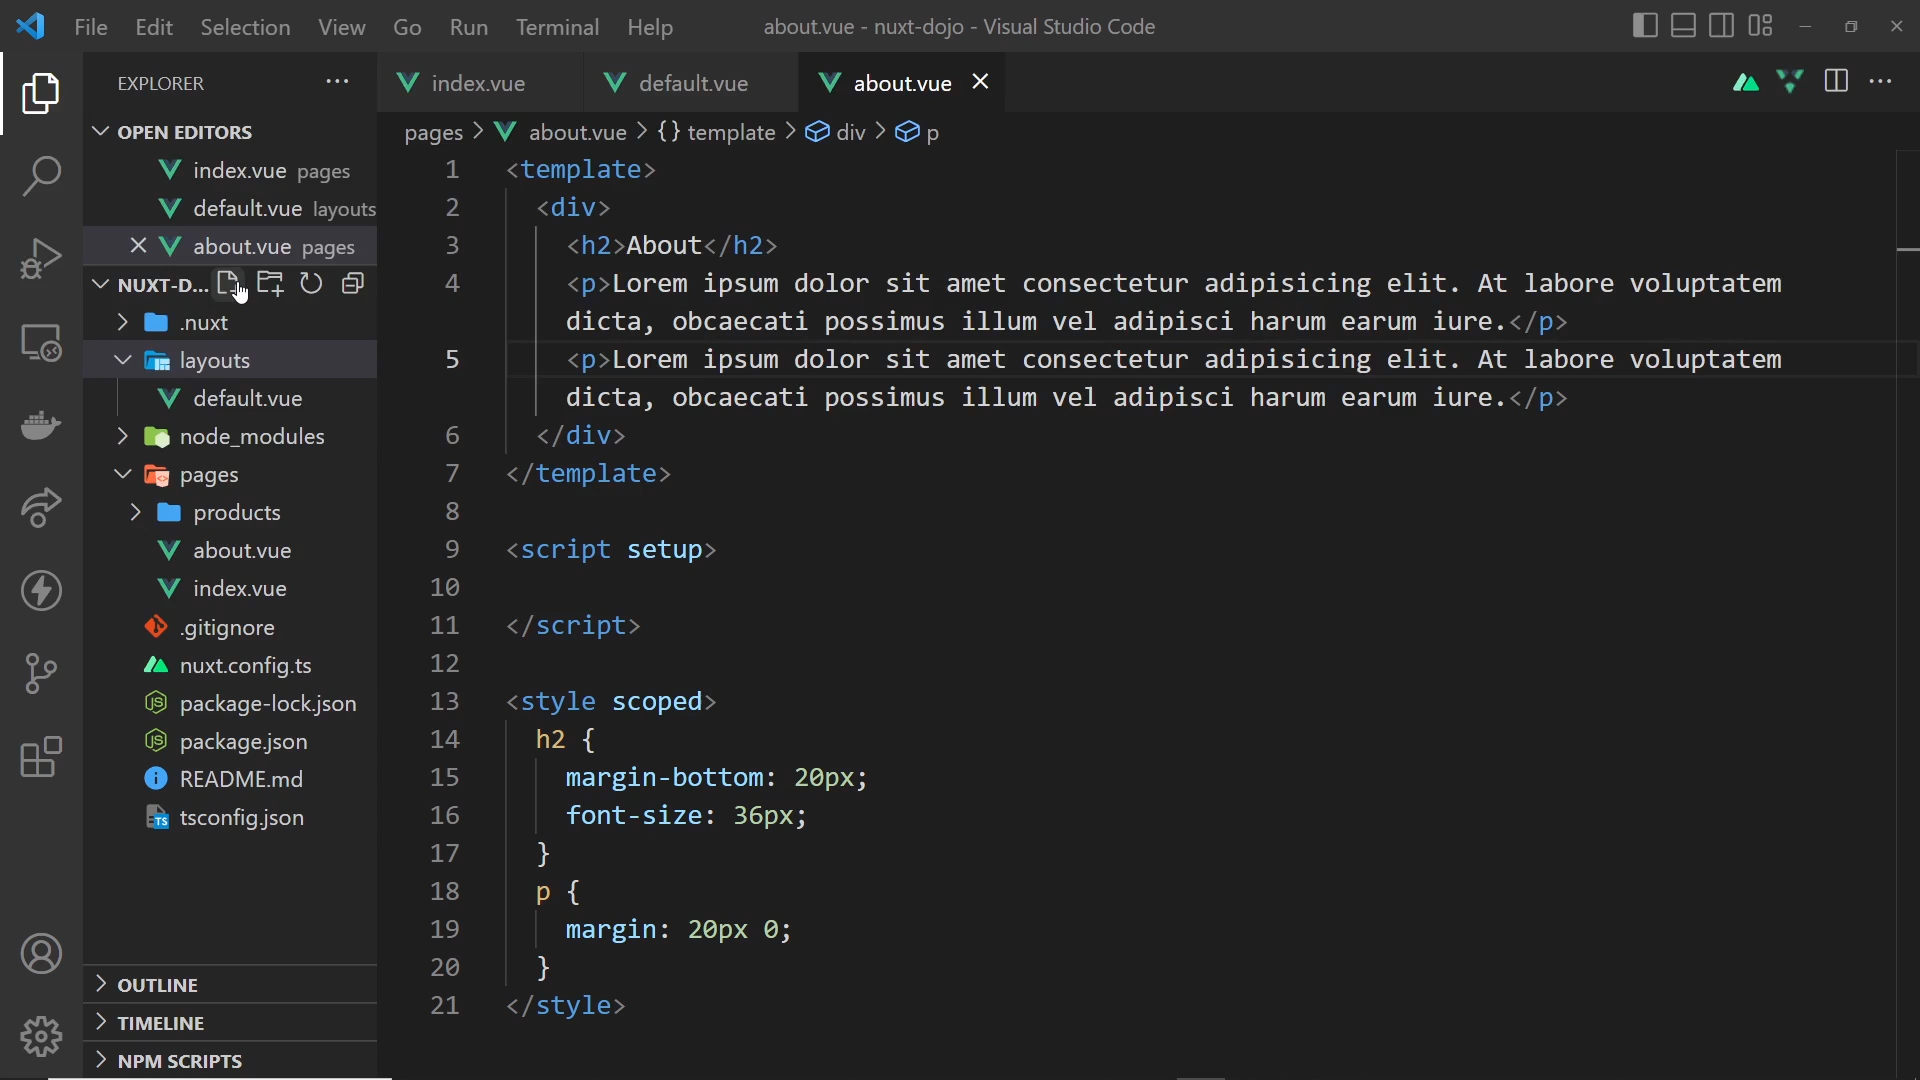 File Edit Selection View Go Run Terminal Help about.vue - nuxt-dojo - Visual Studio Code
EXPLORER
index.vue default.vue about.vue
OPEN EDITORS
index.vue pages
default.vue layouts
about.vue pages
NUXT-D...
.nuxt
layouts
default.vue
node_modules
pages
products
about.vue
index.vue
.gitignore
nuxt.config.ts
package-lock.json
package.json
README.md
tsconfig.json
OUTLINE
TIMELINE
NPM SCRIPTS
pages > about.vue > {} template > div > p
1 <template>
2 <div>
3 <h2>About</h2>
4 <p>Lorem ipsum dolor sit amet consectetur adipisicing elit. At labore voluptatem
dicta, obcaecati possimus illum vel adipisci harum earum iure.</p>
5 <p>Lorem ipsum dolor sit amet consectetur adipisicing elit. At labore voluptatem
dicta, obcaecati possimus illum vel adipisci harum earum iure.</p>
6 </div>
7 </template>
8
9 <script setup>
10
11 </script>
12
13 <style scoped>
14 h2 {
15 margin-bottom: 20px;
16 font-size: 36px;
17 }
18 p {
19 margin: 20px 0;
20 }
21 </style>